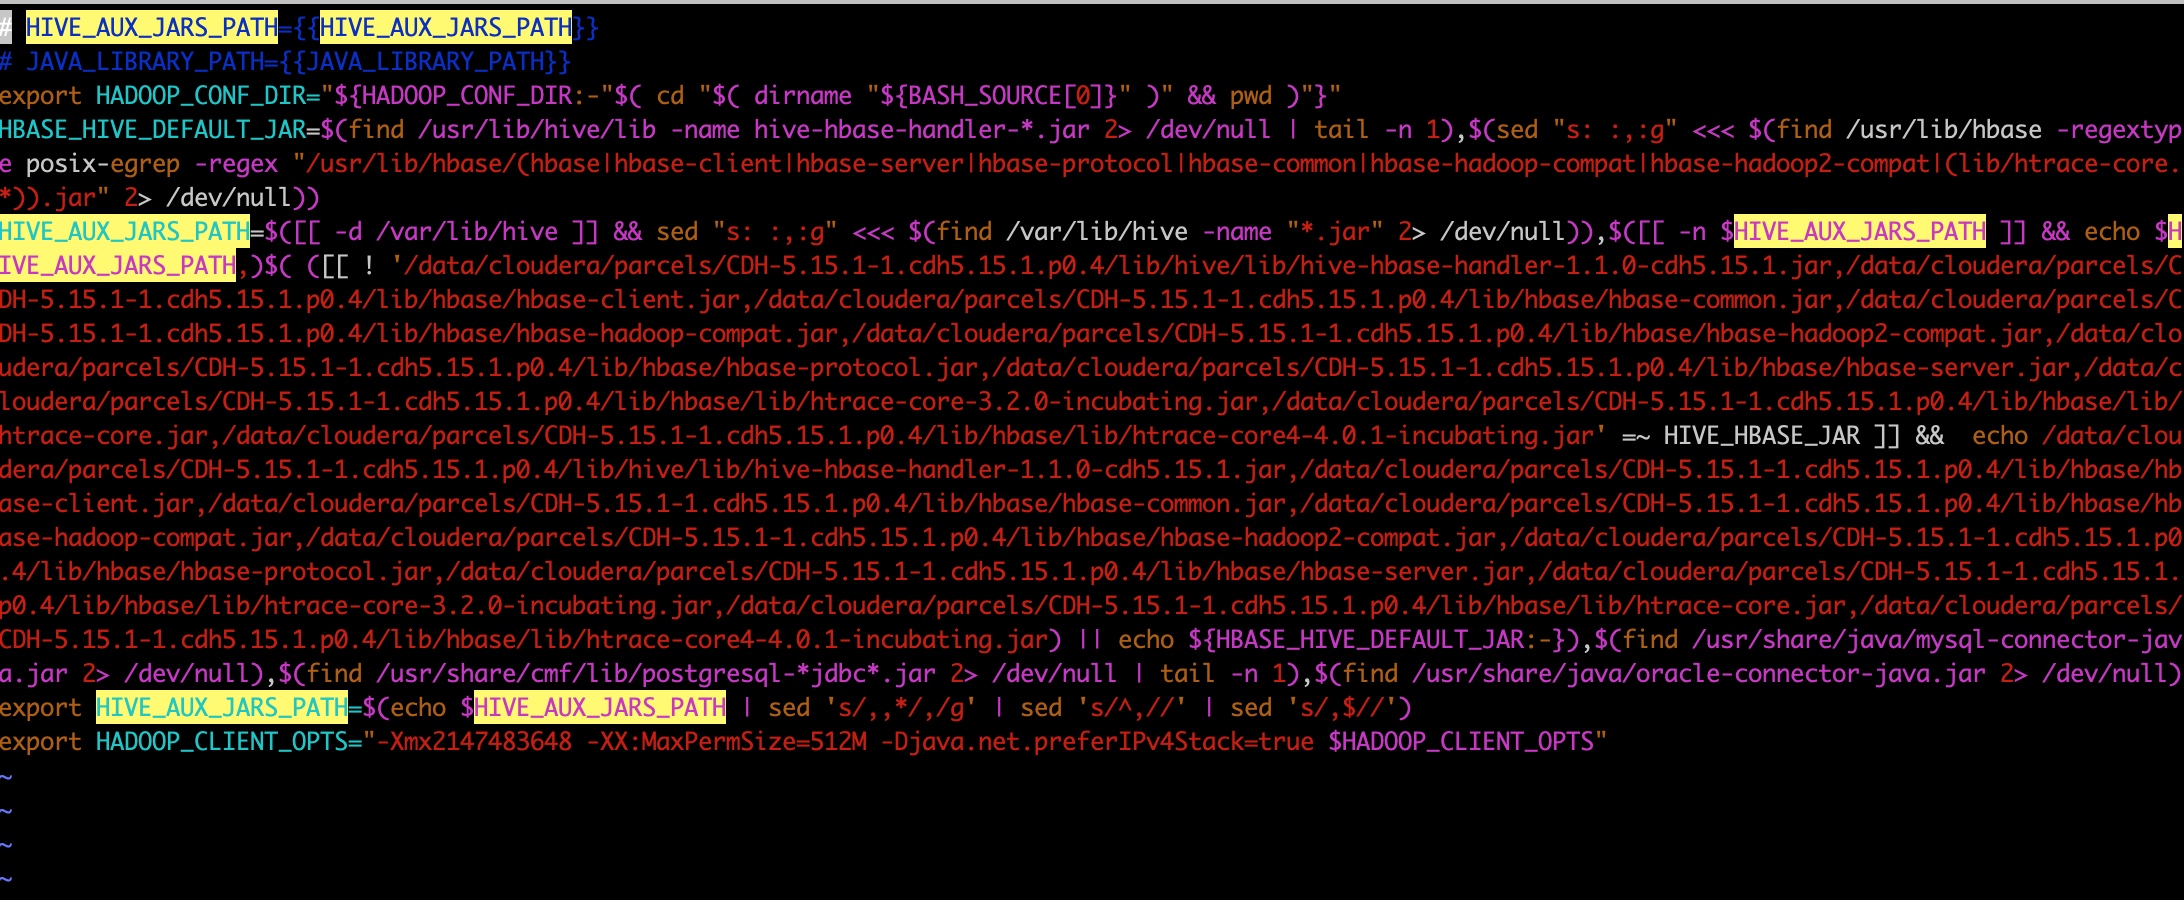 # HIVE_AUX_JARS_PATH={{HIVE_AUX_JARS_PATH}}
# JAVA_LIBRARY_PATH={{JAVA_LIBRARY_PATH}}
export HADOOP_CONF_DIR="${HADOOP_CONF_DIR:-"$( cd "$( dirname "${BASH_SOURCE[0]}" )" && pwd )"}"
HBASE_HIVE_DEFAULT_JAR=$(find /usr/lib/hive/lib -name hive-hbase-handler-*.jar 2> /dev/null | tail -n 1),$(sed "s: :,:g" <<< $(find /usr/lib/hbase -regextyp
e posix-egrep -regex "/usr/lib/hbase/(hbase|hbase-client|hbase-server|hbase-protocol|hbase-common|hbase-hadoop-compat|hbase-hadoop2-compat|(lib/htrace-core.
*)).jar" 2> /dev/null))
HIVE_AUX_JARS_PATH=$([[ -d /var/lib/hive ]] && sed "s: :,:g" <<< $(find /var/lib/hive -name "*.jar" 2> /dev/null)),$([[ -n $HIVE_AUX_JARS_PATH ]] && echo $H
IVE_AUX_JARS_PATH,)$( ([[ ! '/data/cloudera/parcels/CDH-5.15.1-1.cdh5.15.1.p0.4/lib/hive/lib/hive-hbase-handler-1.1.0-cdh5.15.1.jar,/data/cloudera/parcels/C
DH-5.15.1-1.cdh5.15.1.p0.4/lib/hbase/hbase-client.jar,/data/cloudera/parcels/CDH-5.15.1-1.cdh5.15.1.p0.4/lib/hbase/hbase-common.jar,/data/cloudera/parcels/C
DH-5.15.1-1.cdh5.15.1.p0.4/lib/hbase/hbase-hadoop-compat.jar,/data/cloudera/parcels/CDH-5.15.1-1.cdh5.15.1.p0.4/lib/hbase/hbase-hadoop2-compat.jar,/data/clo
udera/parcels/CDH-5.15.1-1.cdh5.15.1.p0.4/lib/hbase/hbase-protocol.jar,/data/cloudera/parcels/CDH-5.15.1-1.cdh5.15.1.p0.4/lib/hbase/hbase-server.jar,/data/c
loudera/parcels/CDH-5.15.1-1.cdh5.15.1.p0.4/lib/hbase/lib/htrace-core-3.2.0-incubating.jar,/data/cloudera/parcels/CDH-5.15.1-1.cdh5.15.1.p0.4/lib/hbase/lib/
htrace-core.jar,/data/cloudera/parcels/CDH-5.15.1-1.cdh5.15.1.p0.4/lib/hbase/lib/htrace-core4-4.0.1-incubating.jar' =~ HIVE_HBASE_JAR ]] &&  echo /data/clou
dera/parcels/CDH-5.15.1-1.cdh5.15.1.p0.4/lib/hive/lib/hive-hbase-handler-1.1.0-cdh5.15.1.jar,/data/cloudera/parcels/CDH-5.15.1-1.cdh5.15.1.p0.4/lib/hbase/hb
ase-client.jar,/data/cloudera/parcels/CDH-5.15.1-1.cdh5.15.1.p0.4/lib/hbase/hbase-common.jar,/data/cloudera/parcels/CDH-5.15.1-1.cdh5.15.1.p0.4/lib/hbase/hb
ase-hadoop-compat.jar,/data/cloudera/parcels/CDH-5.15.1-1.cdh5.15.1.p0.4/lib/hbase/hbase-hadoop2-compat.jar,/data/cloudera/parcels/CDH-5.15.1-1.cdh5.15.1.p0
.4/lib/hbase/hbase-protocol.jar,/data/cloudera/parcels/CDH-5.15.1-1.cdh5.15.1.p0.4/lib/hbase/hbase-server.jar,/data/cloudera/parcels/CDH-5.15.1-1.cdh5.15.1.
p0.4/lib/hbase/lib/htrace-core-3.2.0-incubating.jar,/data/cloudera/parcels/CDH-5.15.1-1.cdh5.15.1.p0.4/lib/hbase/lib/htrace-core.jar,/data/cloudera/parcels/
CDH-5.15.1-1.cdh5.15.1.p0.4/lib/hbase/lib/htrace-core4-4.0.1-incubating.jar) || echo ${HBASE_HIVE_DEFAULT_JAR:-}),$(find /usr/share/java/mysql-connector-jav
a.jar 2> /dev/null),$(find /usr/share/cmf/lib/postgresql-*jdbc*.jar 2> /dev/null | tail -n 1),$(find /usr/share/java/oracle-connector-java.jar 2> /dev/null)
export HIVE_AUX_JARS_PATH=$(echo $HIVE_AUX_JARS_PATH | sed 's/,,*/,/g' | sed 's/^,//' | sed 's/,$//')
export HADOOP_CLIENT_OPTS="-Xmx2147483648 -XX:MaxPermSize=512M -Djava.net.preferIPv4Stack=true $HADOOP_CLIENT_OPTS"
~
~
~
~